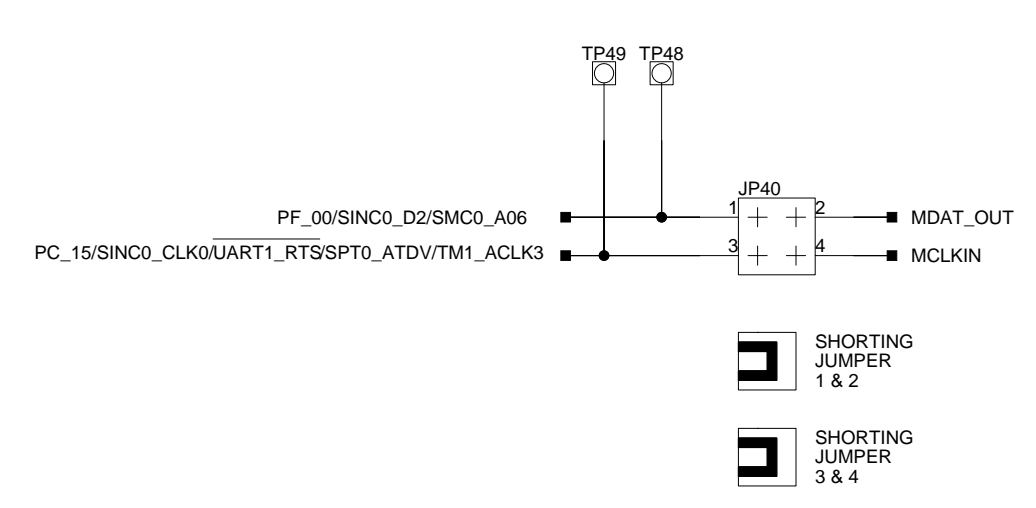 TP49 TP48
JP40
1 2
PF_00/SINC0_D2/SMC0_A06 MDAT_OUT
3 4
PC_15/SINC0_CLK0/UART1_RTS/SPT0_ATDV/TM1_ACLK3 MCLKIN
SHORTING
JUMPER
1 & 2
SHORTING
JUMPER
3 & 4